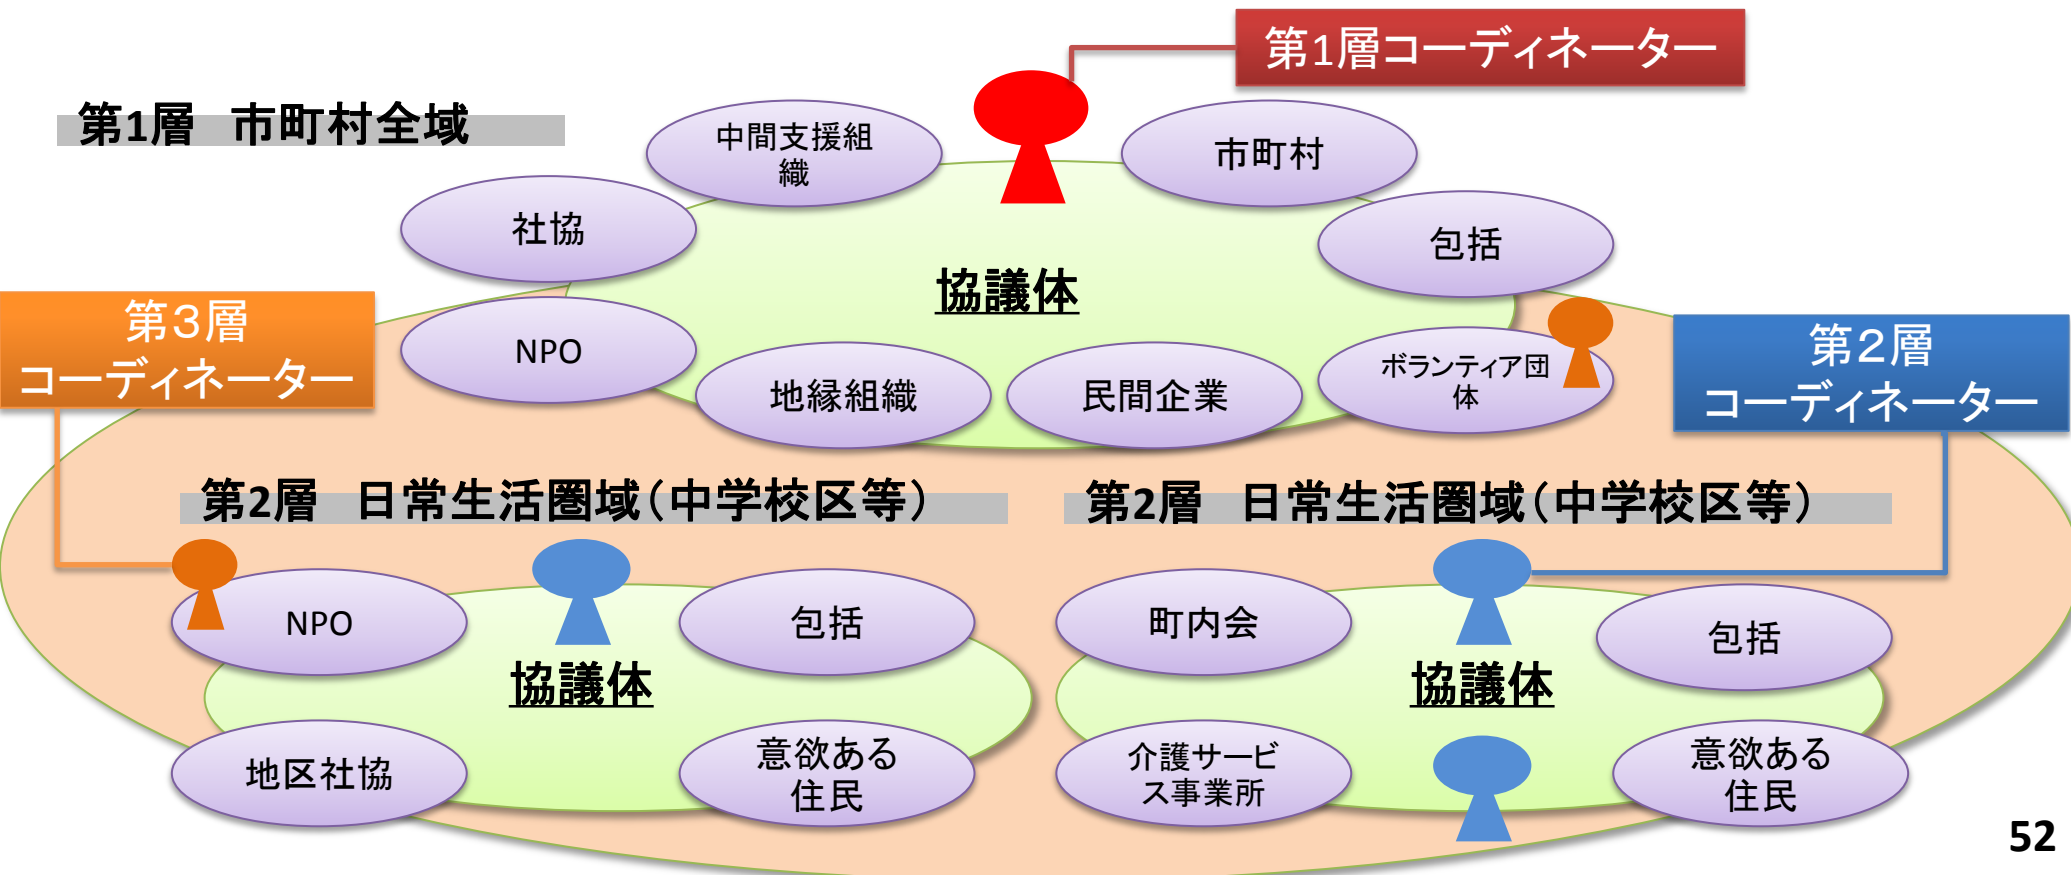 第1層コーディネーター
第1層　市町村全域
中間支援組
織
市町村
社協
包括
協議体
第３層
コーディネーター
NPO
地縁組織
民間企業
ボランティア団
体
第２層
コーディネーター
第2層　日常生活圏域（中学校区等）
第2層　日常生活圏域（中学校区等）
NPO
包括
協議体
地区社協
意欲ある
住民
町内会
包括
協議体
介護サービ
ス事業所
意欲ある
住民
52